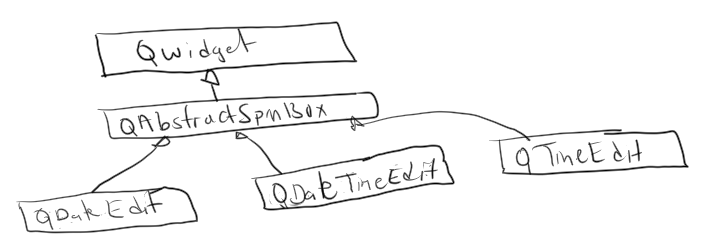 Qwidget
QAbstractSpinBox
QTimeEdit
QDateTimeEdit
QDateEdit